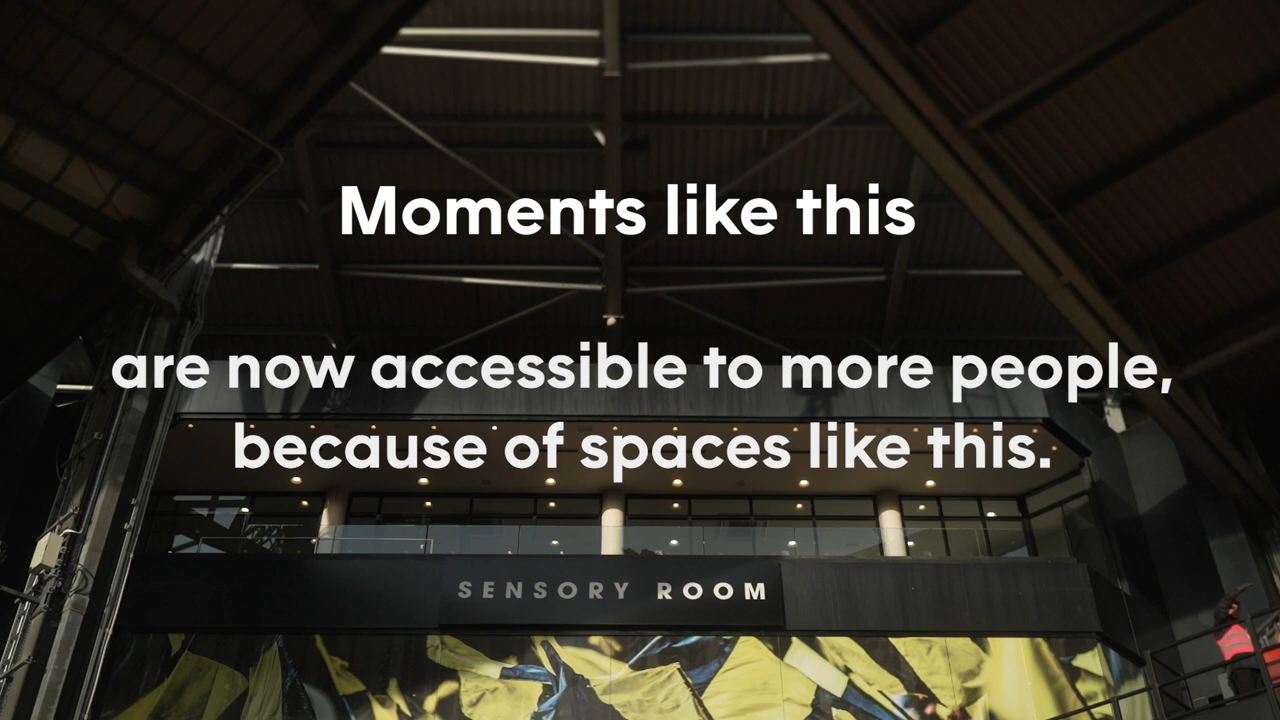 Moments like this
are now accessible to more people,
because of spaces like this.
SENSORY ROOM